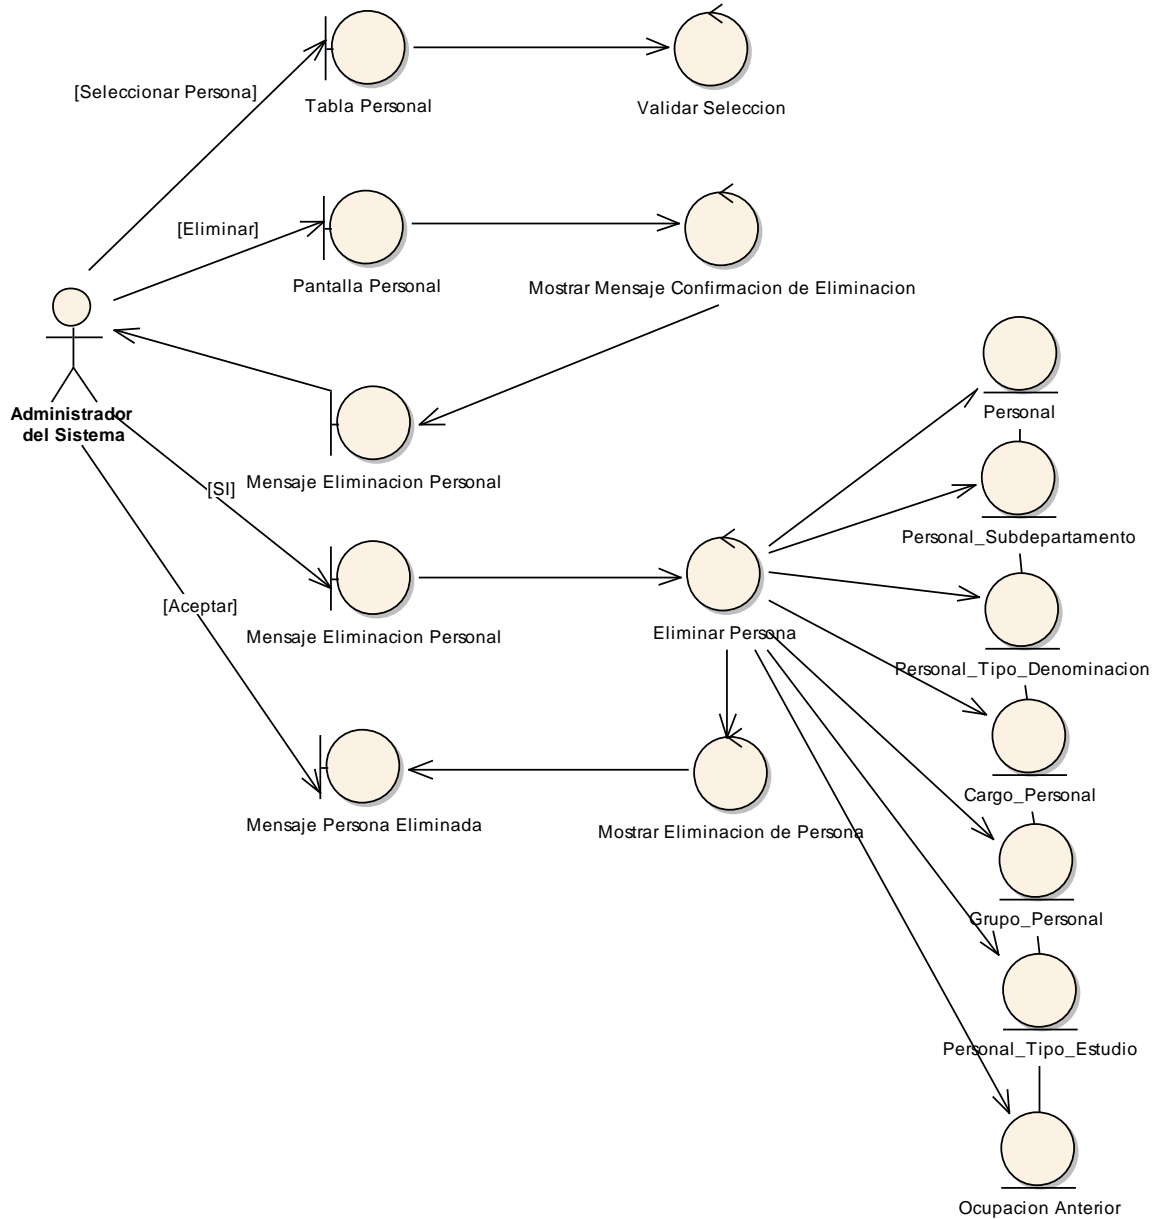 [Seleccionar Persona]
Tabla Personal
Validar Seleccion
[Eliminar]
Pantalla Personal
Mostrar Mensaje Confirmacion de Eliminacion
Administrador
del Sistema
Personal
Mensaje Eliminacion Personal
[SI]
Personal_Subdepartamento
Mensaje Eliminacion Personal
Eliminar Persona
[Aceptar]
Personal_Tipo_Denominacion
Cargo_Personal
Mensaje Persona Eliminada
Mostrar Eliminacion de Persona
Grupo_Personal
Personal_Tipo_Estudio
Ocupacion Anterior